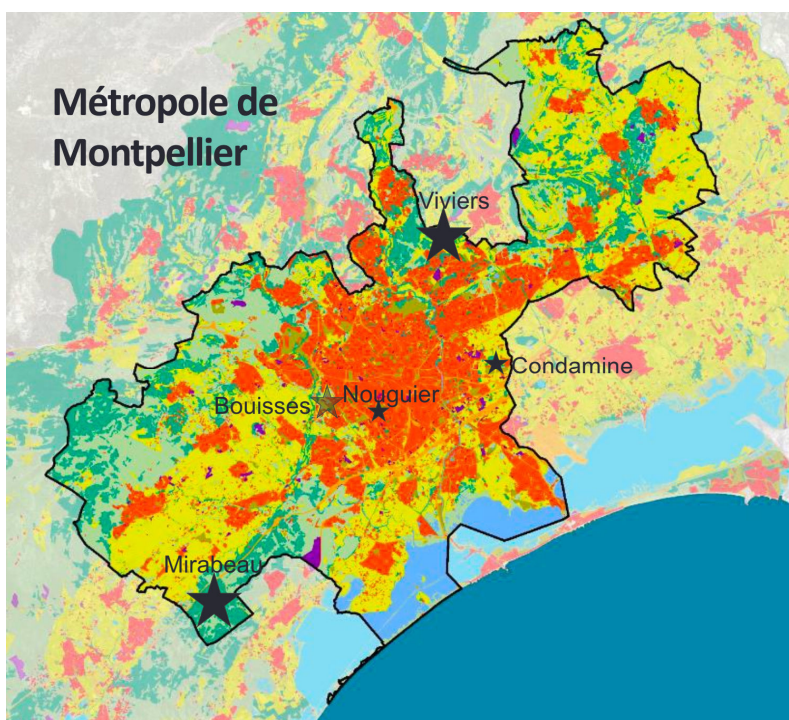 Métropole de
Montpellier
Viviers
Condamine
Nouguier
Bouisses
Mirabeau